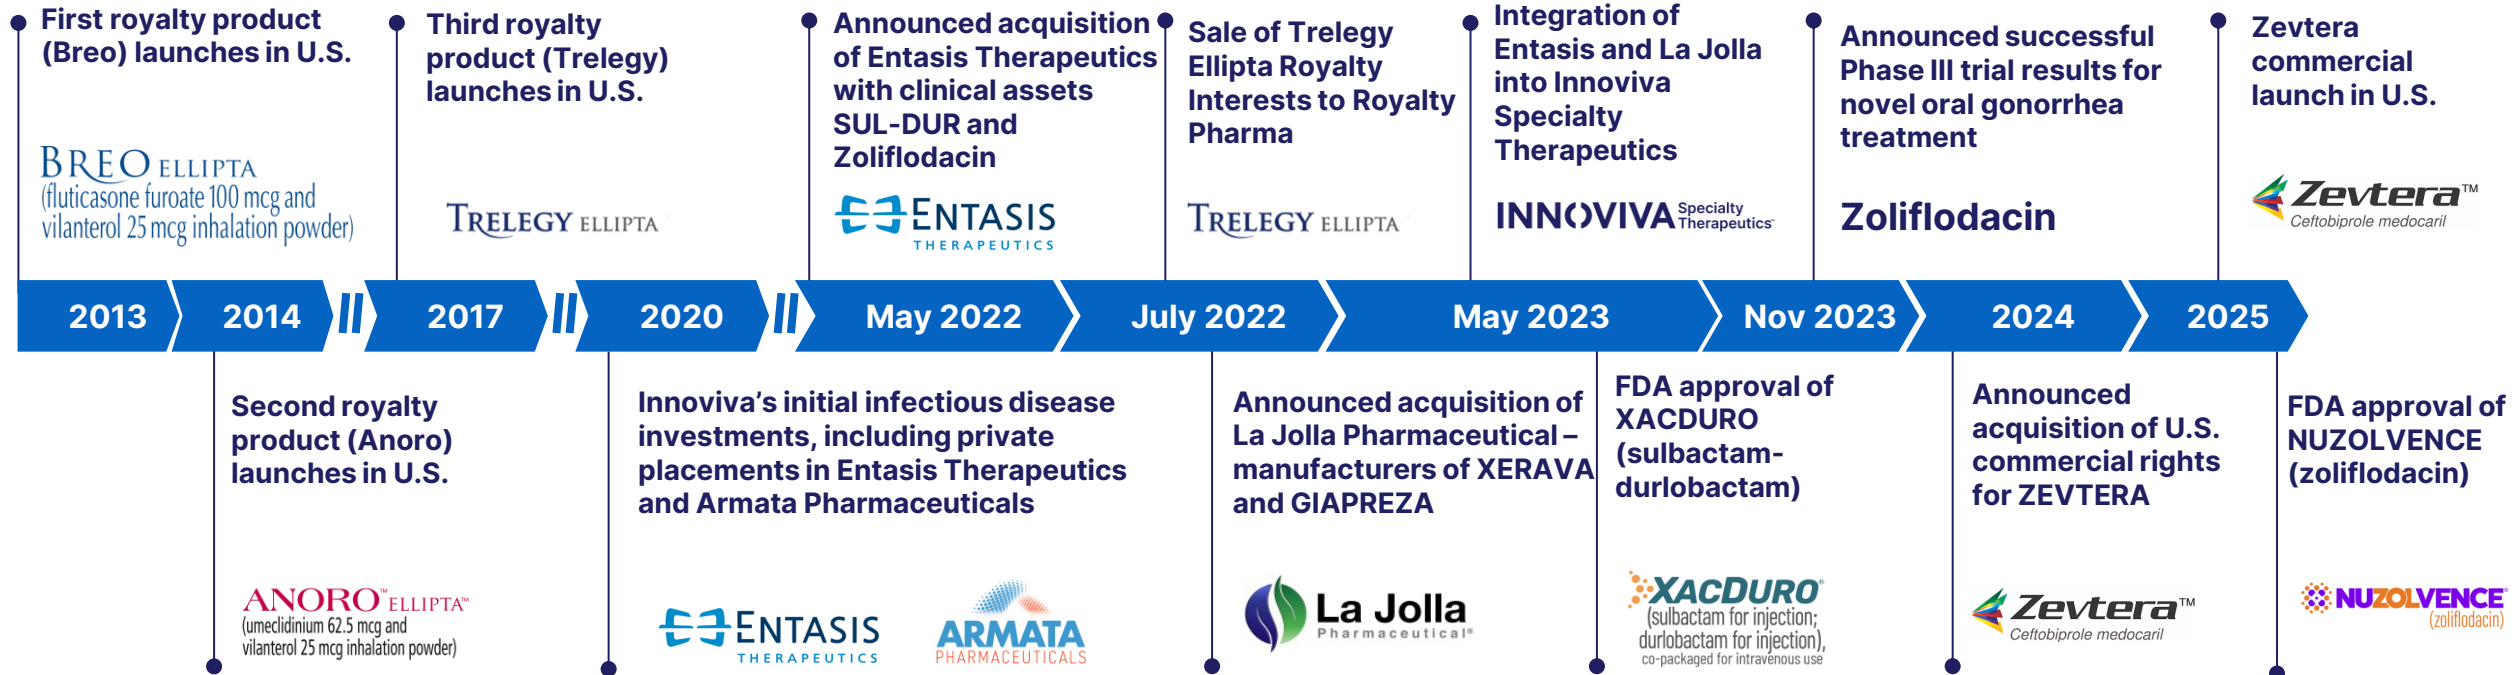 First royalty product
(Breo) launches in U.S.
BREO ELLIPTA
(fluticasone furoate 100 mcg and
vilanterol 25 mcg inhalation powder)
Third royalty
product (Trelegy)
launches in U.S.
TRELEGY ELLIPTA
Announced acquisition
of Entasis Therapeutics
with clinical assets
SUL-DUR and
Zoliflodacin
ENTASIS
THERAPEUTICS
Sale of Trelegy
Ellipta Royalty
Interests to Royalty
Pharma
TRELEGY ELLIPTA
Integration of
Entasis and La Jolla
into Innoviva
Specialty
Therapeutics
INNOVIVA Specialty
Therapeutics
Announced successful
Phase III trial results for
novel oral gonorrhea
treatment
Zoliflodacin
Zevtera
commercial
launch in U.S.
Zevtera™
Ceftobiprole medocaril
2013
2014
2017
2020
May 2022
July 2022
May 2023
Nov 2023
2024
2025
Second royalty
product (Anoro)
launches in U.S.
ANORO™ ELLIPTA™
(umeclidinium 62.5 mcg and
vilanterol 25 mcg inhalation powder)
Innoviva’s initial infectious disease
investments, including private
placements in Entasis Therapeutics
and Armata Pharmaceuticals
ENTASIS
THERAPEUTICS
ARMATA
PHARMACEUTICALS
Announced acquisition of
La Jolla Pharmaceutical –
manufacturers of XERAVA
and GIAPREZA
La Jolla
Pharmaceutical®
FDA approval of
XACDURO
(sulbactam-
durlobactam)
XACDURO®
(sulbactam for injection;
durlobactam for injection),
co-packaged for intravenous use
Announced
acquisition of U.S.
commercial rights
for ZEVTERA
Zevtera™
Ceftobiprole medocaril
FDA approval of
NUZOLVENCE
(zoliflodacin)
NUZOLVENCE®
(zoliflodacin)